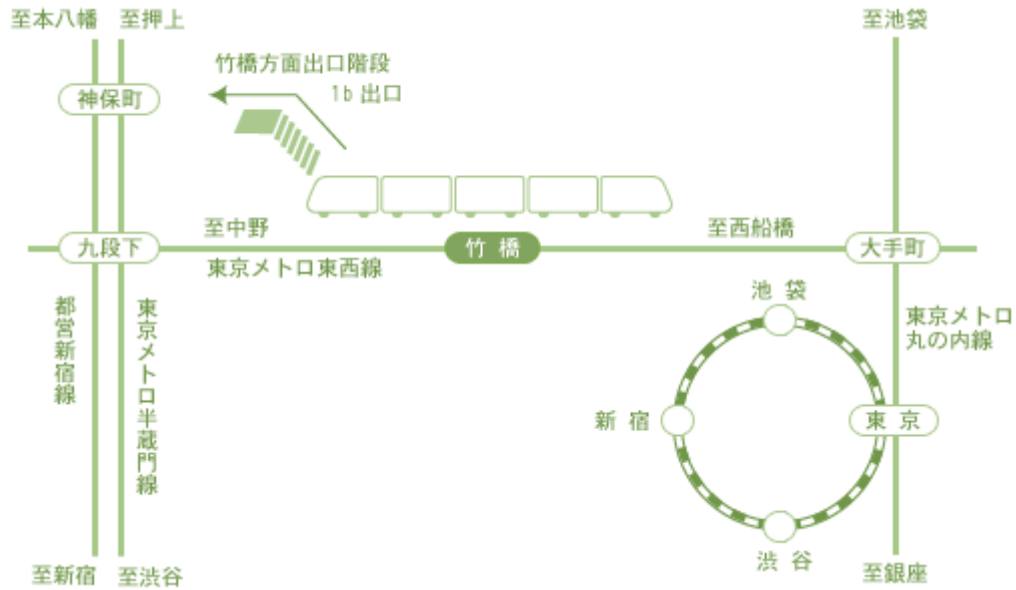 至本八幡
至押上
至池袋
竹橋方面出口階段
1b 出口
神保町
至中野
至西船橋
九段下
竹 橋
大手町
東京メトロ東西線
池 袋
都営新宿線
東京メトロ半蔵門線
東京メトロ
丸の内線
新 宿
東 京
渋 谷
至新宿
至渋谷
至銀座